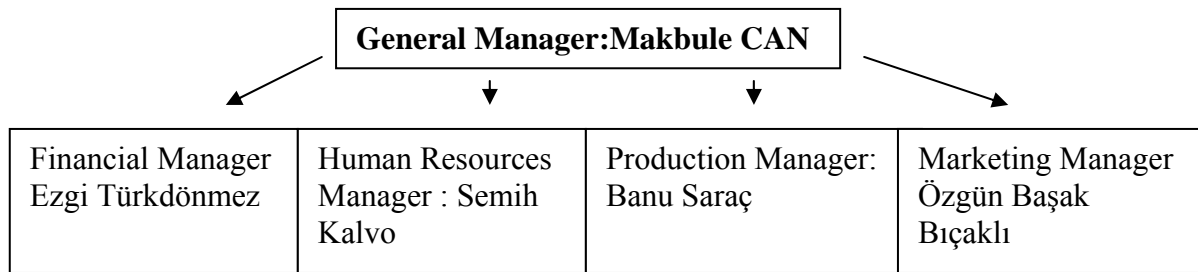 General Manager:Makbule CAN
Financial Manager
Ezgi Türkdönmez
Human Resources
Manager : Semih
Kalvo
Production Manager:
Banu Saraç
Marketing Manager
Özgün Başak
Bıçaklı